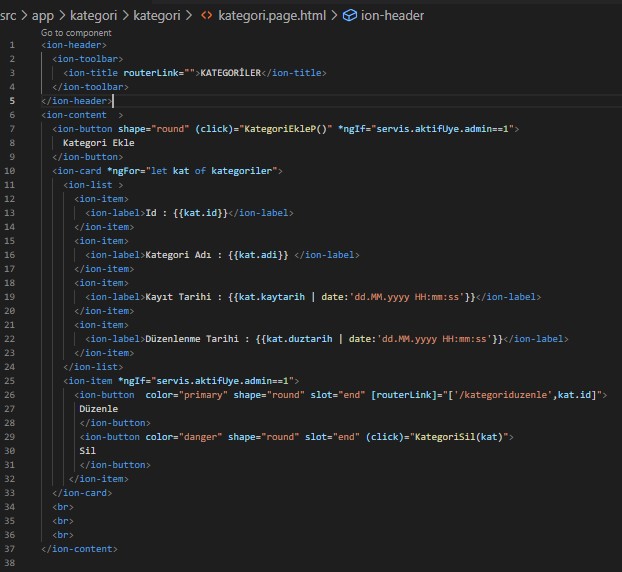 src > app > kategori > kategori > <> kategori.page.html > ion-header
Go to component
1 <ion-header>
2 <ion-toolbar>
3 <ion-title routerLink="">KATEGORİLER</ion-title>
4 </ion-toolbar>
5 </ion-header>
6 <ion-content >
7 <ion-button shape="round" (click)="KategoriEkleP()" *ngIf="servis.aktifUye.admin==1">
8 Kategori Ekle
9 </ion-button>
10 <ion-card *ngFor="let kat of kategoriler">
11 <ion-list >
12 <ion-item>
13 <ion-label>Id : {{kat.id}}</ion-label>
14 </ion-item>
15 <ion-item>
16 <ion-label>Kategori Adı : {{kat.adi}} </ion-label>
17 </ion-item>
18 <ion-item>
19 <ion-label>Kayıt Tarihi : {{kat.kaytarih | date:'dd.MM.yyyy HH:mm:ss'}}</ion-label>
20 </ion-item>
21 <ion-item>
22 <ion-label>Düzenlenme Tarihi : {{kat.duztarih | date:'dd.MM.yyyy HH:mm:ss'}}</ion-label>
23 </ion-item>
24 </ion-list>
25 <ion-item *ngIf="servis.aktifUye.admin==1">
26 <ion-button  color="primary" shape="round" slot="end" [routerLink]="['/kategoriduzenle',kat.id]">
27 Düzenle
28 </ion-button>
29 <ion-button color="danger" shape="round" slot="end" (click)="KategoriSil(kat)">
30 Sil
31 </ion-button>
32 </ion-item>
33 </ion-card>
34 <br>
35 <br>
36 <br>
37 </ion-content>
38